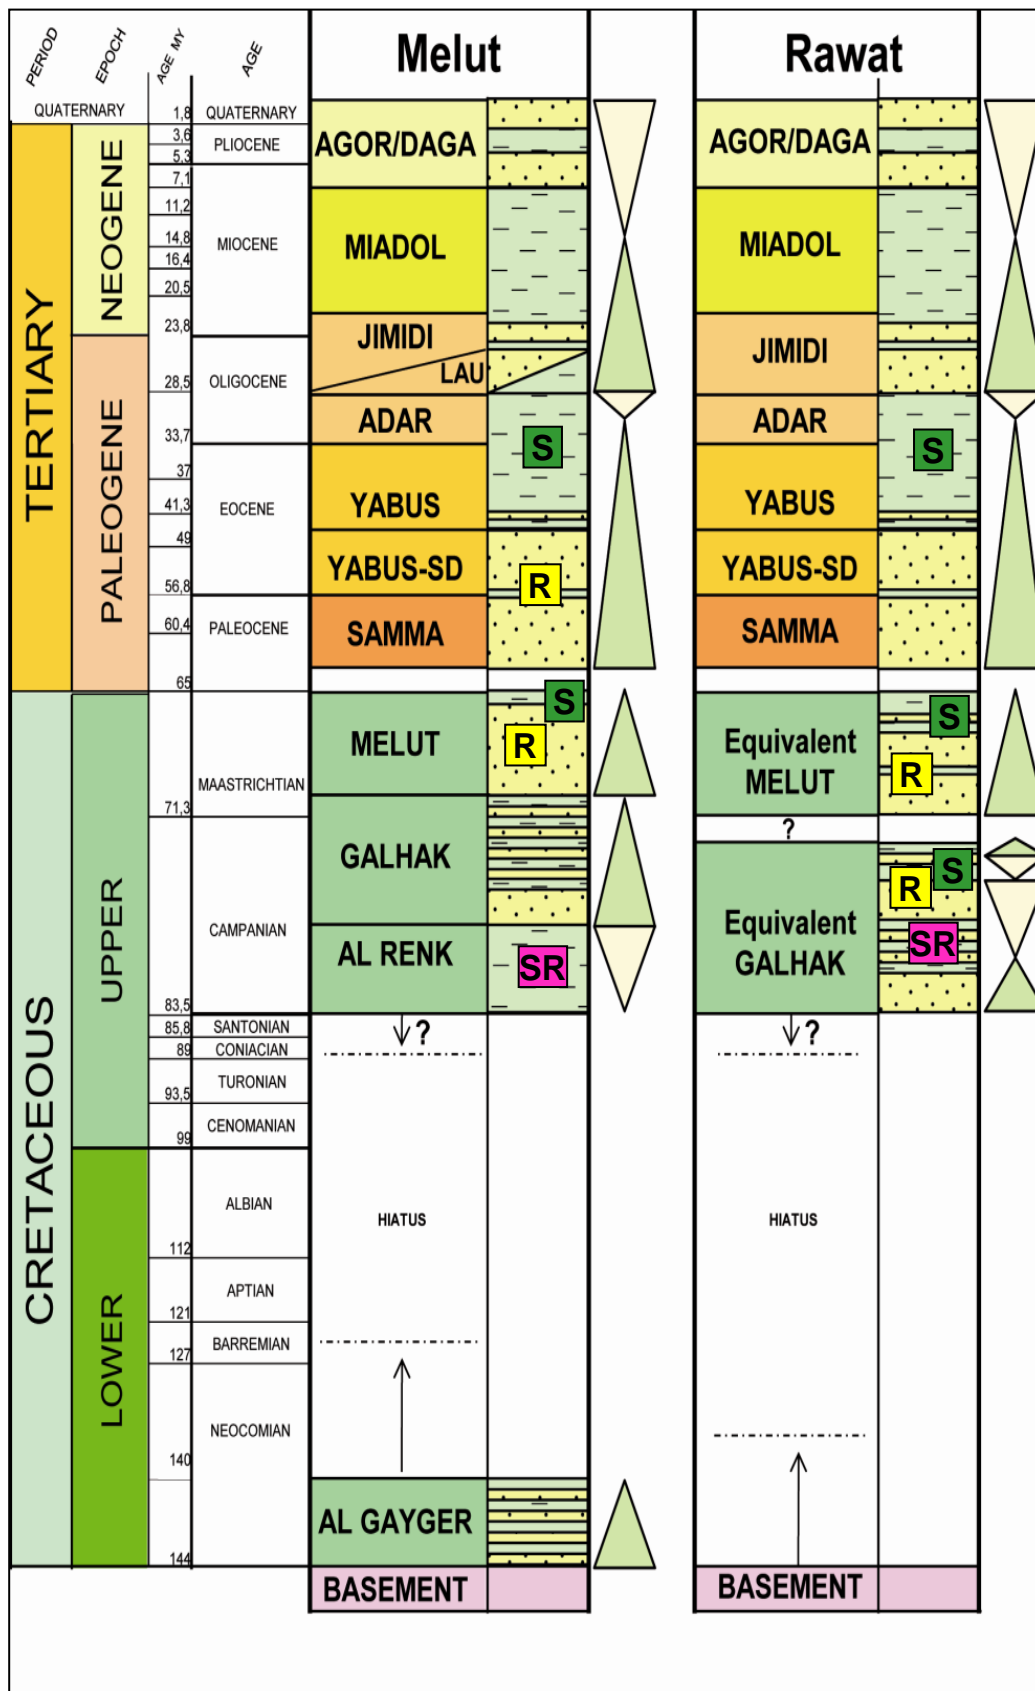 PERIOD
EPOCH
AGE MY
AGE
Melut
Rawat
QUATERNARY
1,8
QUATERNARY
3,6
PLIOCENE
5,3
7,1
11,2
14,8
MIOCENE
16,4
20,5
23,8
28,5
OLIGOCENE
33,7
37
41,3
EOCENE
49
56,8
60,4
PALEOCENE
65
MAASTRICHTIAN
71,3
CAMPANIAN
83,5
85,8
SANTONIAN
89
CONIACIAN
TURONIAN
93,5
CENOMANIAN
99
ALBIAN
112
APTIAN
121
BARREMIAN
127
NEOCOMIAN
140
144
TERTIARY
CRETACEOUS
NEOGENE
PALEOGENE
UPPER
LOWER
AGOR/DAGA
MIADOL
JIMIDI
LAU
ADAR
S
YABUS
YABUS-SD
R
SAMMA
S
MELUT
R
GALHAK
AL RENK
SR
?
HIATUS
AL GAYGER
BASEMENT
AGOR/DAGA
MIADOL
JIMIDI
ADAR
S
YABUS
YABUS-SD
SAMMA
S
Equivalent
MELUT
R
?
S
R
Equivalent
GALHAK
SR
?
HIATUS
BASEMENT